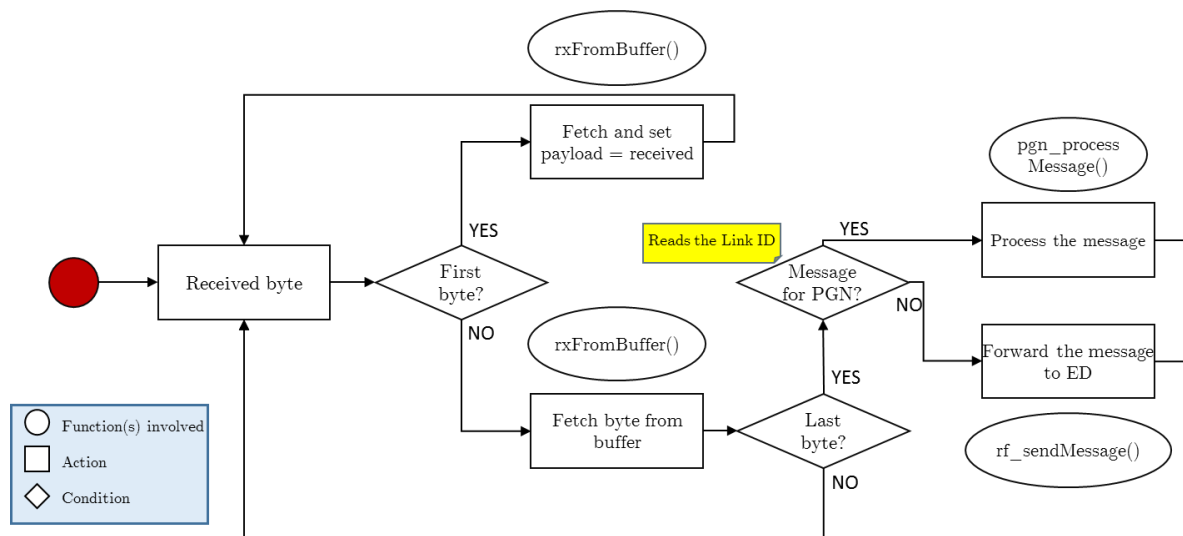 rxFromBuffer()
Fetch and set
payload = received
pgn_process
Message()
YES
Reads the Link ID
YES
Process the message
Received byte
First
byte?
Message
for PGN?
NO
NO
rxFromBuffer()
Forward the message
to ED
YES
Fetch byte from
buffer
Last
byte?
rf_sendMessage()
NO
Function(s) involved
Action
Condition